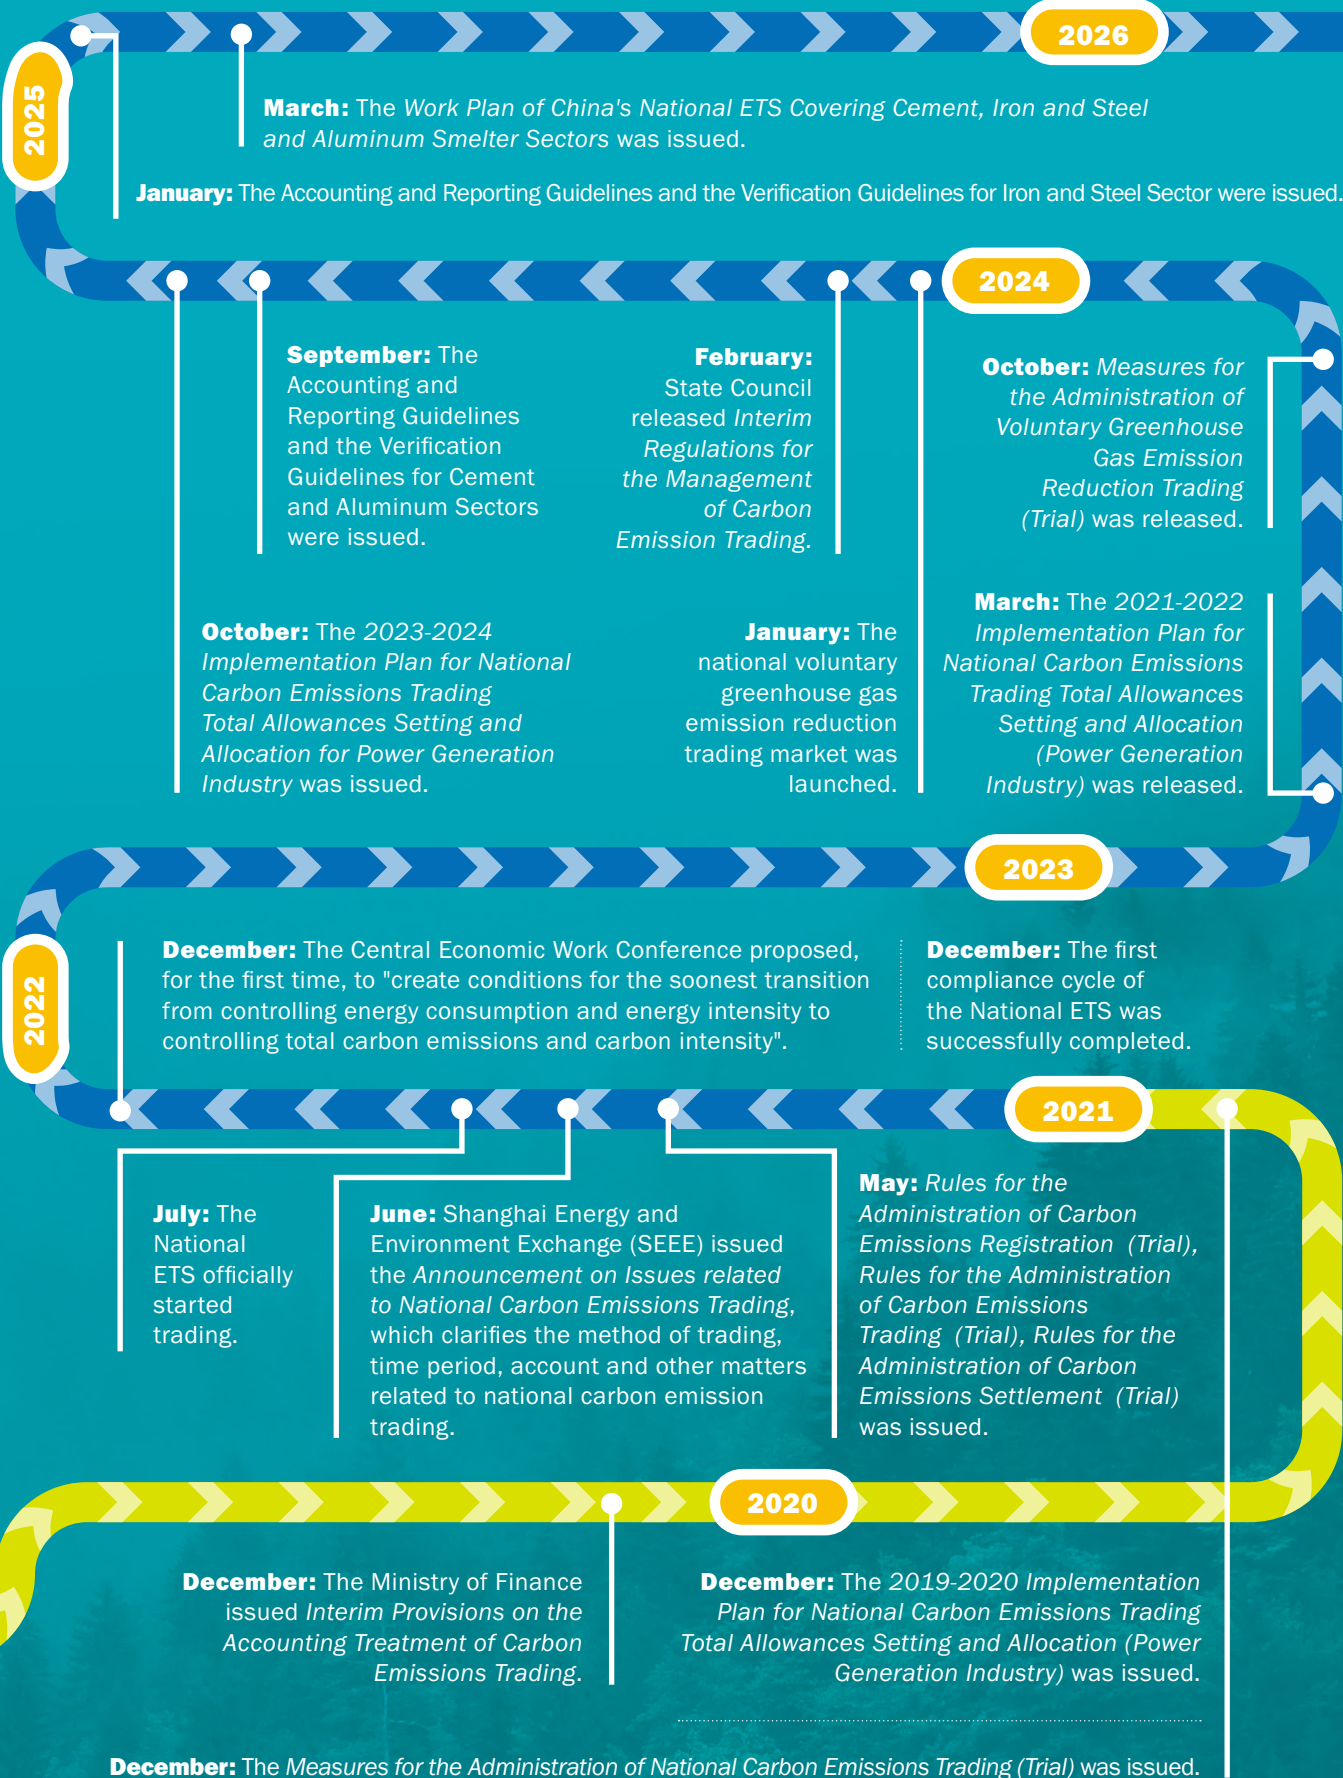 2026
2025
March: The Work Plan of China's National ETS Covering Cement, Iron and Steel
and Aluminum Smelter Sectors was issued.
January: The Accounting and Reporting Guidelines and the Verification Guidelines for Iron and Steel Sector were issued.
2024
September: The
Accounting and
Reporting Guidelines
and the Verification
Guidelines for Cement
and Aluminum Sectors
were issued.
February:
State Council
released Interim
Regulations for
the Management
of Carbon
Emission Trading.
October: Measures for
the Administration of
Voluntary Greenhouse
Gas Emission
Reduction Trading
(Trial) was released.
October: The 2023-2024
Implementation Plan for National
Carbon Emissions Trading
Total Allowances Setting and
Allocation for Power Generation
Industry was issued.
January: The
national voluntary
greenhouse gas
emission reduction
trading market was
launched.
March: The 2021-2022
Implementation Plan for
National Carbon Emissions
Trading Total Allowances
Setting and Allocation
(Power Generation
Industry) was released.
2023
2022
December: The Central Economic Work Conference proposed,
for the first time, to "create conditions for the soonest transition
from controlling energy consumption and energy intensity to
controlling total carbon emissions and carbon intensity".
December: The first
compliance cycle of
the National ETS was
successfully completed.
2021
July: The
National
ETS officially
started
trading.
June: Shanghai Energy and
Environment Exchange (SEEE) issued
the Announcement on Issues related
to National Carbon Emissions Trading,
which clarifies the method of trading,
time period, account and other matters
related to national carbon emission
trading.
May: Rules for the
Administration of Carbon
Emissions Registration (Trial),
Rules for the Administration
of Carbon Emissions
Trading (Trial), Rules for the
Administration of Carbon
Emissions Settlement (Trial)
was issued.
2020
December: The Ministry of Finance
issued Interim Provisions on the
Accounting Treatment of Carbon
Emissions Trading.
December: The 2019-2020 Implementation
Plan for National Carbon Emissions Trading
Total Allowances Setting and Allocation (Power
Generation Industry) was issued.
December: The Measures for the Administration of National Carbon Emissions Trading (Trial) was issued.